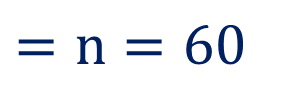 = n = 60